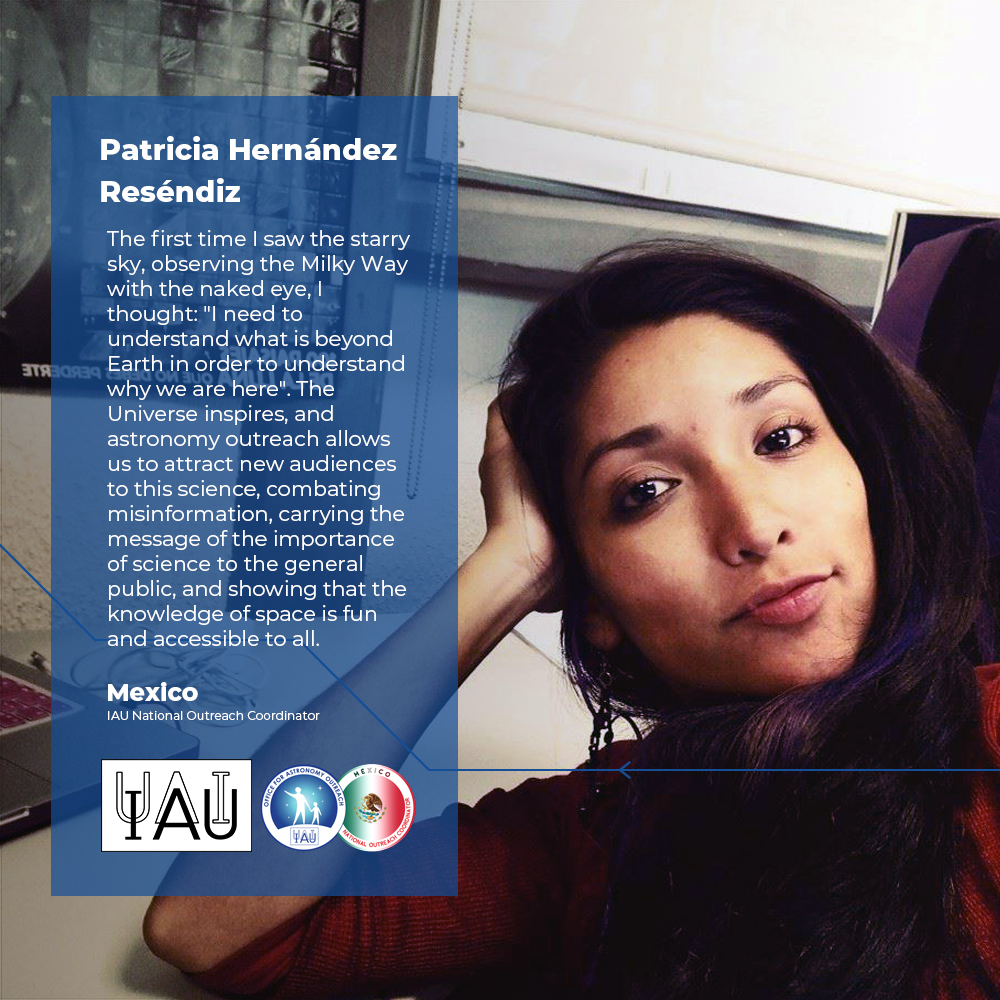 Patricia Hernández
Reséndiz
The first time I saw the starry
sky, observing the Milky Way
with the naked eye, I
thought: "I need to
understand what is beyond
Earth in order to understand
why we are here". The
Universe inspires, and
astronomy outreach allows
us to attract new audiences
to this science, combating
misinformation, carrying the
message of the importance
of science to the general
public, and showing that the
knowledge of space is fun
and accessible to all.
Mexico
IAU National Outreach Coordinator
IAU
OFFICE FOR ASTRONOMY OUTREACH
IAU
MEXICO
NATIONAL OUTREACH COORDINATOR
PERDERTE